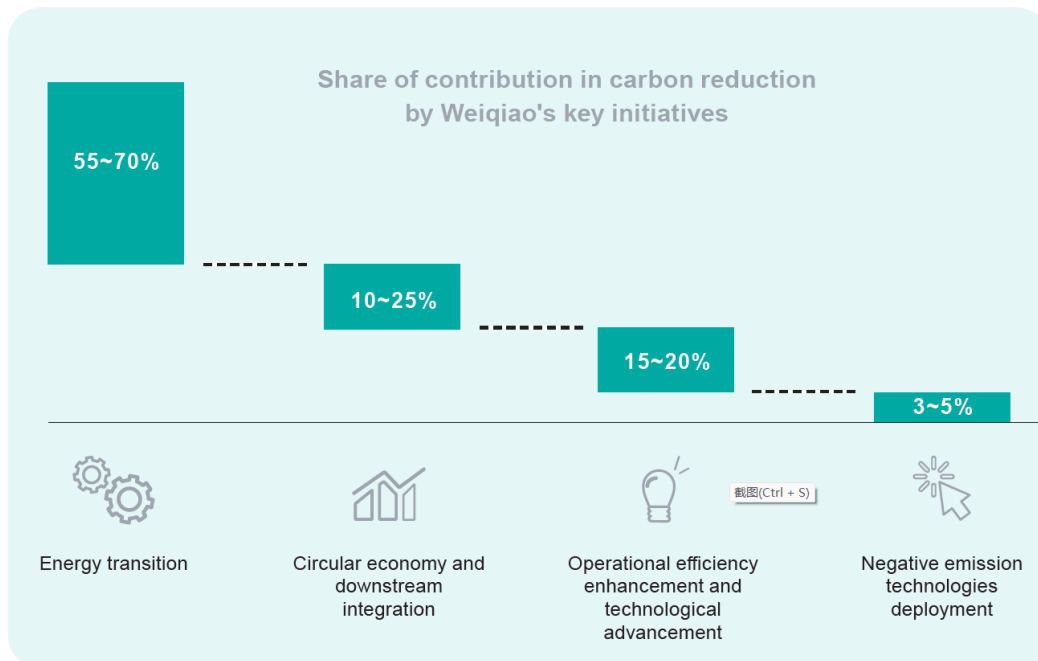 Share of contribution in carbon reduction
by Weiqiao's key initiatives
55~70%
10~25%
15~20%
3~5%
截图(Ctrl + S)
Energy transition
Circular economy and
downstream
integration
Operational efficiency
enhancement and
technological
advancement
Negative emission
technologies
deployment